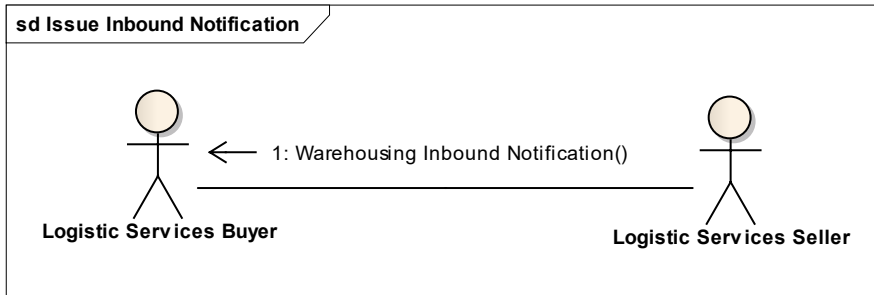 sd Issue Inbound Notification
1: Warehousing Inbound Notification()
Logistic Services Buyer
Logistic Services Seller